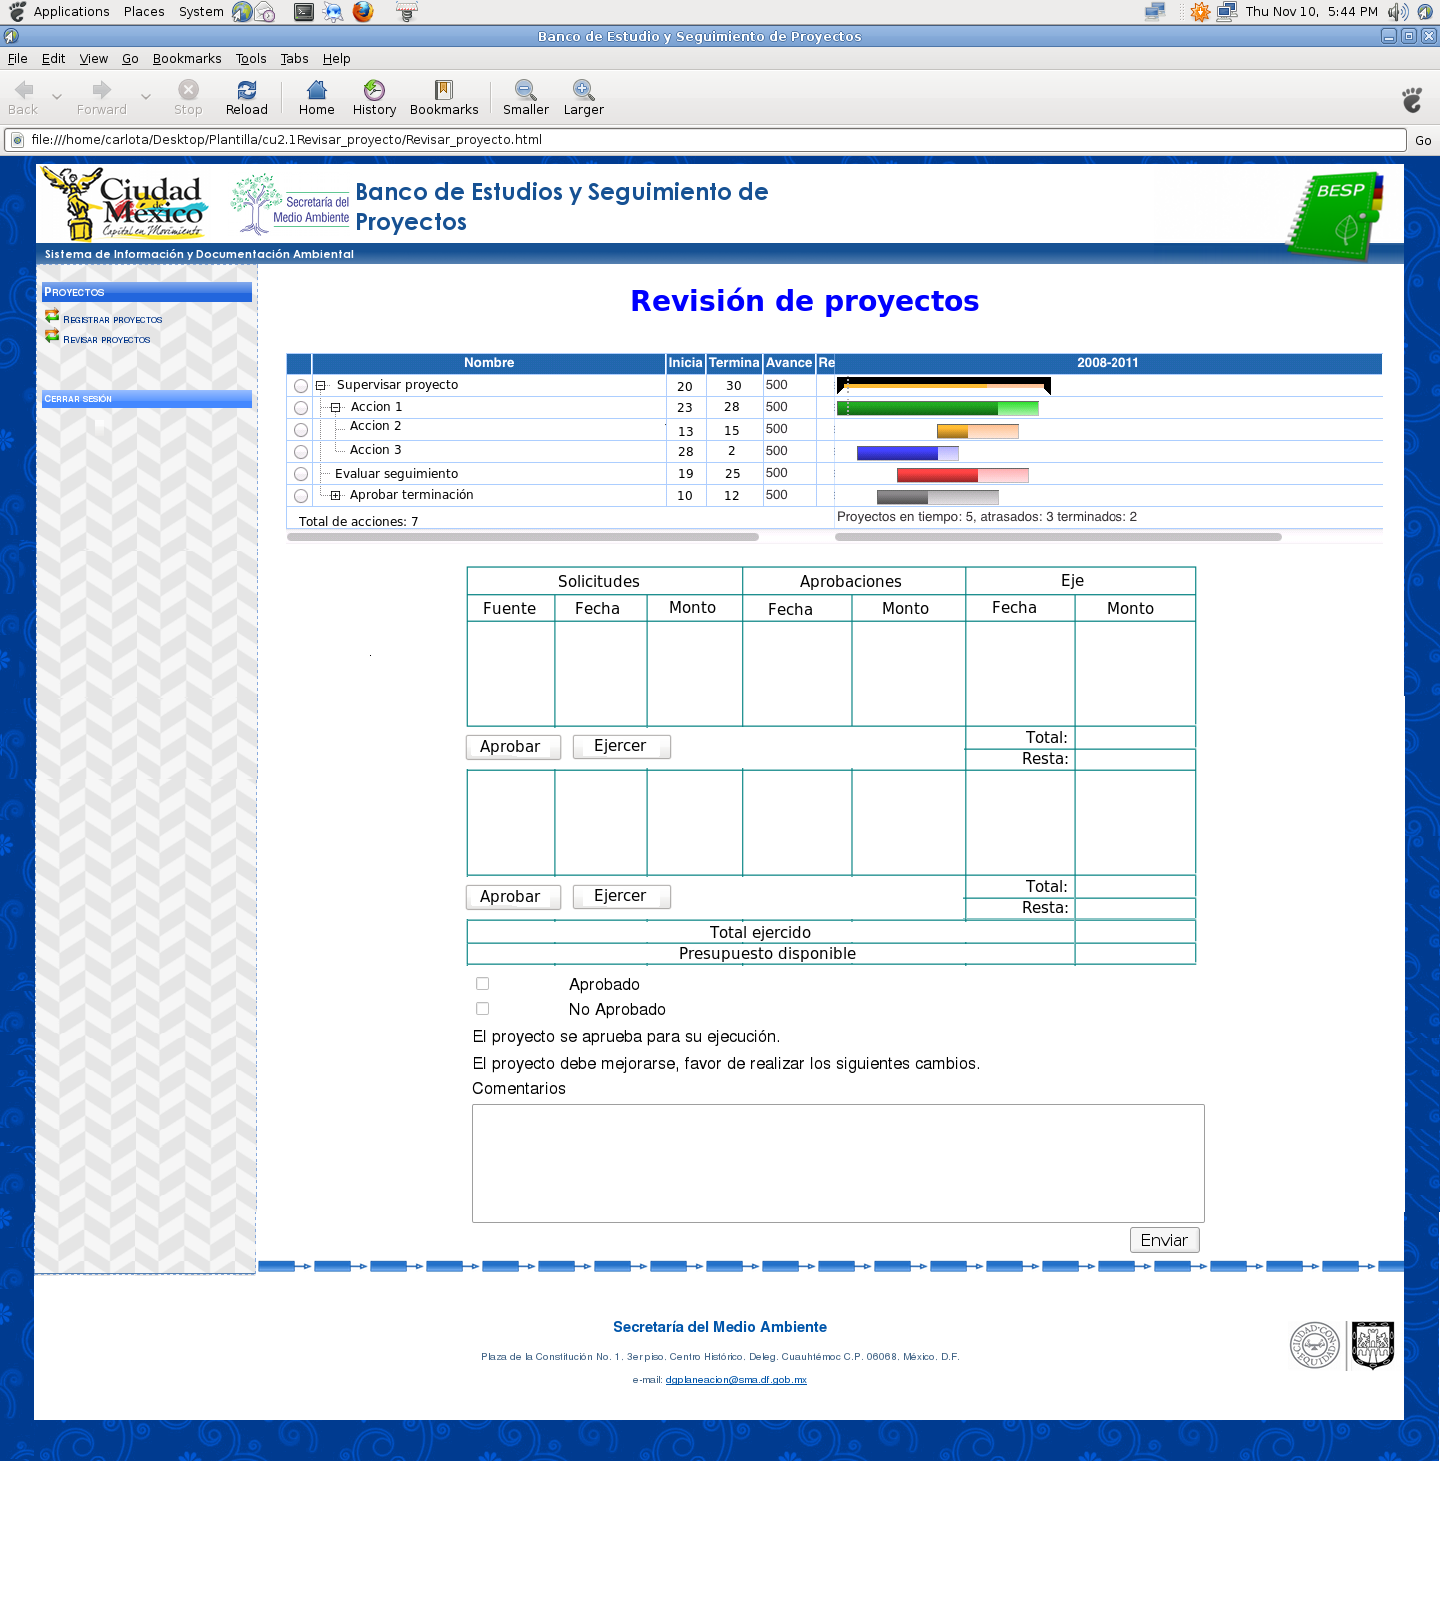 Applications Places System Thu Nov 10, 5:44 PM
Banco de Estudio y Seguimiento de Proyectos
File Edit View Go Bookmarks Tools Tabs Help
Back Forward Stop Reload Home History Bookmarks Smaller Larger
file:///home/carlota/Desktop/Plantilla/cu2.1Revisar_proyecto/Revisar_proyecto.html Go
Ciudad de México
Capital en Movimiento
Secretaría del
Medio Ambiente
Banco de Estudios y Seguimiento de
Proyectos
BESP
Sistema de Información y Documentación Ambiental
Proyectos
Registrar proyectos
Revisar proyectos
Cerrar sesión
Revisión de proyectos
Nombre Inicia Termina Avance Re 2008-2011
Supervisar proyecto 20 30 500
Accion 1 23 28 500
Accion 2 13 15 500
Accion 3 28 2 500
Evaluar seguimiento 19 25 500
Aprobar terminación 10 12 500
Total de acciones: 7 Proyectos en tiempo: 5, atrasados: 3 terminados: 2
Solicitudes Aprobaciones Eje
Fuente Fecha Monto Fecha Monto Fecha Monto
Aprobar Ejercer Total:
Resta:
Aprobar Ejercer Total:
Resta:
Total ejercido
Presupuesto disponible
Aprobado
No Aprobado
El proyecto se aprueba para su ejecución.
El proyecto debe mejorarse, favor de realizar los siguientes cambios.
Comentarios
Enviar
Secretaría del Medio Ambiente
Plaza de la Constitución No. 1. 3er piso. Centro Histórico. Deleg. Cuauhtémoc C.P. 06068. México. D.F.
e-mail: dgplaneacion@sma.df.gob.mx
CIUDAD CON EQUIDAD